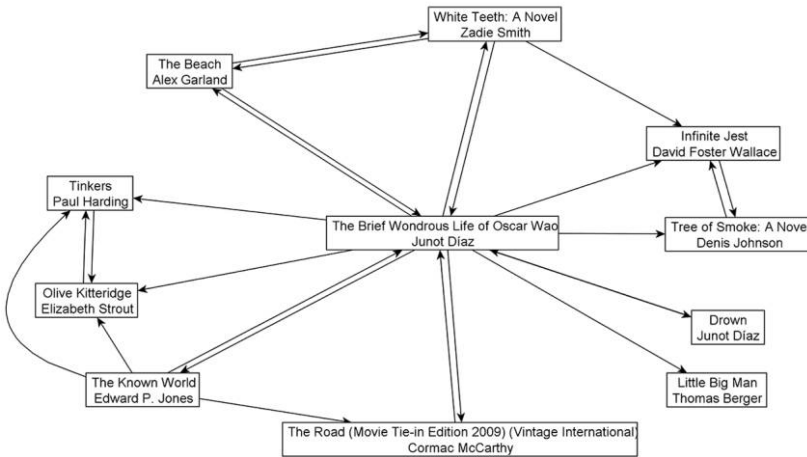 White Teeth: A Novel
Zadie Smith
The Beach
Alex Garland
Infinite Jest
David Foster Wallace
Tinkers
Paul Harding
The Brief Wondrous Life of Oscar Wao
Junot Díaz
Tree of Smoke: A Nove
Denis Johnson
Olive Kitteridge
Elizabeth Strout
Drown
Junot Díaz
The Known World
Edward P. Jones
Little Big Man
Thomas Berger
The Road (Movie Tie-in Edition 2009) (Vintage International)
Cormac McCarthy